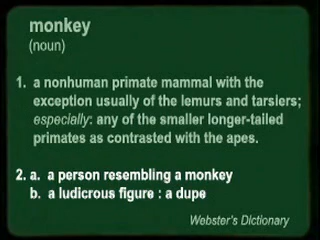 monkey
(noun)
1. a nonhuman primate mammal with the
exception usually of the lemurs and tarsiers;
especially: any of the smaller longer-tailed
primates as contrasted with the apes.
2. a. a person resembling a monkey
b. a ludicrous figure : a dupe
Webster's Dictionary